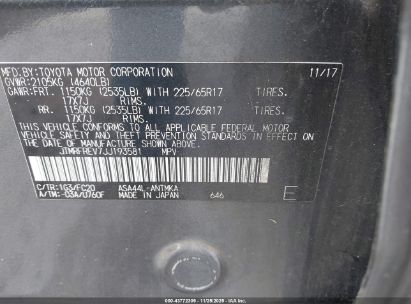 MFD.BY:TOYOTA MOTOR CORPORATION 11/17
GVWR:2105KG (4640LB)
GAWR:FRT. 1150KG (2535LB) WITH 225/65R17 TIRES.
17X7J RIMS.
RR. 1150KG (2535LB) WITH 225/65R17 TIRES.
17X7J RIMS.
THIS VEHICLE CONFORMS TO ALL APPLICABLE FEDERAL MOTOR
VEHICLE SAFETY AND THEFT PREVENTION STANDARDS IN EFFECT ON
THE DATE OF MANUFACTURE SHOWN ABOVE.
JTMRFREV7JJ193581 MPV
C/TR:1G3/FC20 ASA44L-ANTMKA E
A/TM:-03A/U760F MADE IN JAPAN 646